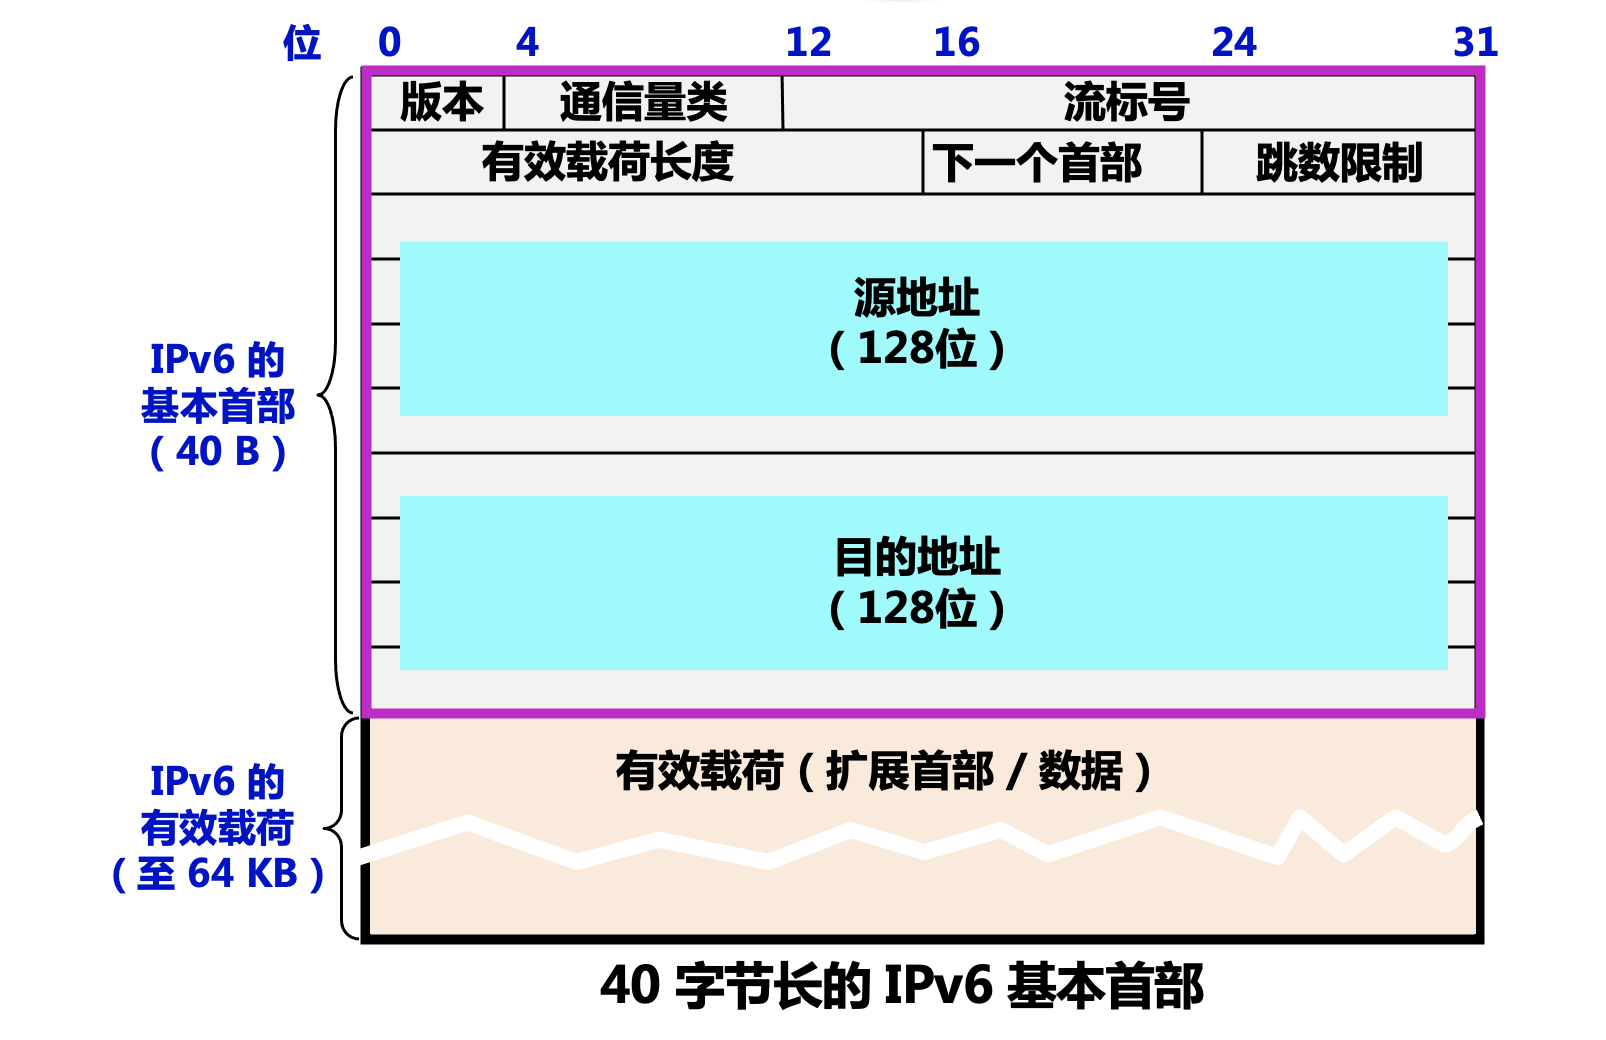 位 0 4 12 16 24 31
版本 通信量类 流标号
有效载荷长度 下一个首部 跳数限制
源地址
（128位）
IPv6 的
基本首部
（40 B）
目的地址
（128位）
有效载荷（扩展首部 / 数据）
IPv6 的
有效载荷
（至 64 KB）
40 字节长的 IPv6 基本首部